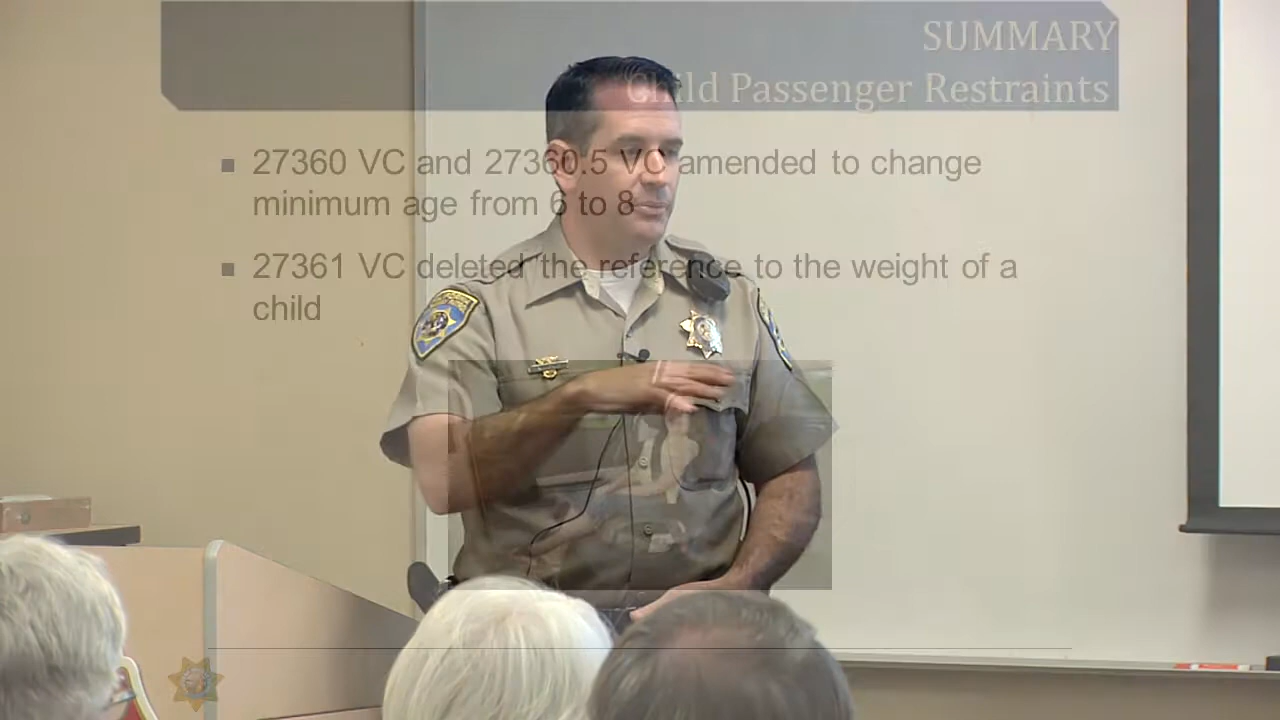 SUMMARY
Child Passenger Restraints
27360 VC and 27360.5 VC amended to change
minimum age from 6 to 8
27361 VC deleted the reference to the weight of a
child